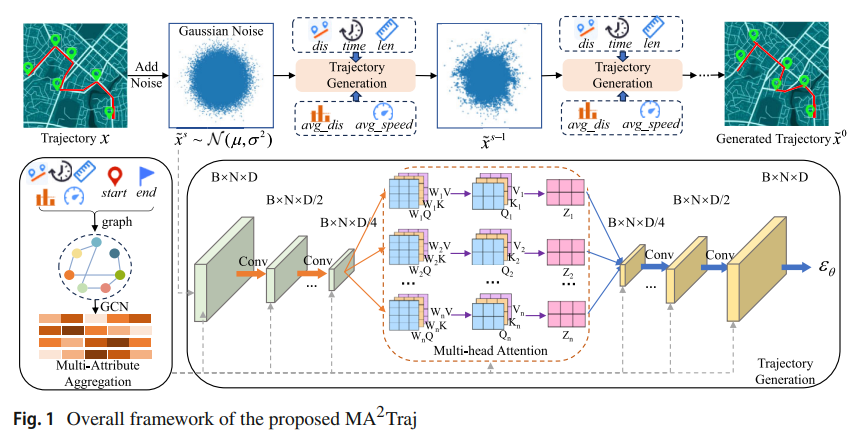 Gaussian Noise
dis time len
dis time len
Add
Noise
Trajectory
Generation
Trajectory
Generation
...
avg_dis avg_speed
avg_dis avg_speed
Trajectory x
x̃ˢ ~ N(μ, σ²)
x̃ˢ⁻¹
Generated Trajectory x̃⁰
start end
graph
GCN
Multi-Attribute
Aggregation
B×N×D
B×N×D/2
B×N×D/4
Conv
Conv
...
W₁V
W₁K
W₁Q
V₁
K₁
Q₁
Z₁
W₂V
W₂K
W₂Q
V₂
K₂
Q₂
Z₂
... ... ...
WₙV
WₙK
WₙQ
Vₙ
Kₙ
Qₙ
Zₙ
Multi-head Attention
B×N×D/4
B×N×D/2
B×N×D
Conv
Conv
...
ε_θ
Trajectory
Generation
Fig. 1 Overall framework of the proposed MA²Traj